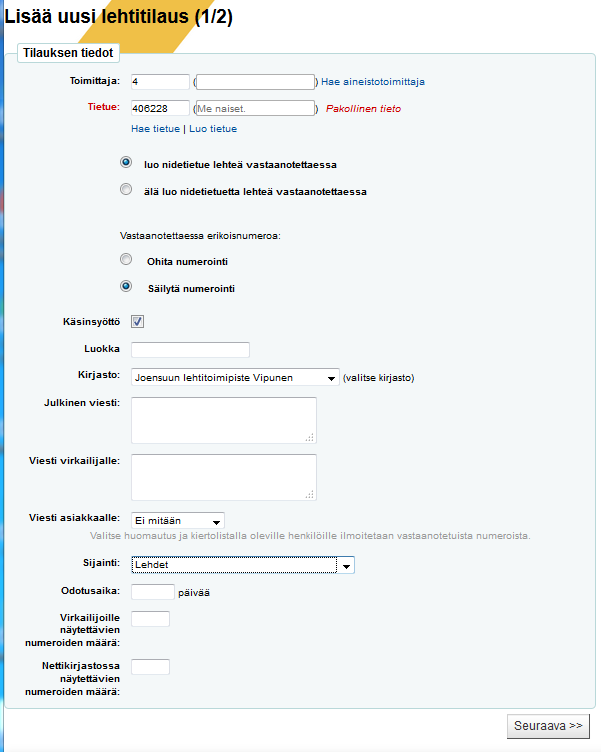 Lisää uusi lehtitilaus (1/2)
Tilauksen tiedot
Toimittaja: 4 ( ) Hae aineistotoimittaja
Tietue: 406228 (Me naiset. ) Pakollinen tieto
Hae tietue | Luo tietue
luo nidetietue lehteä vastaanotettaessa
älä luo nidetietuetta lehteä vastaanotettaessa
Vastaanotettaessa erikoisnumeroa:
Ohita numerointi
Säilytä numerointi
Käsinsyöttö
Luokka
Kirjasto: Joensuun lehtitoimipiste Vipunen (valitse kirjasto)
Julkinen viesti:
Viesti virkailijalle:
Viesti asiakkaalle: Ei mitään
Valitse huomautus ja kiertolistalla oleville henkilöille ilmoitetaan vastaanotetuista numeroista.
Sijainti: Lehdet
Odotusaika: päivää
Virkailijoille
näytettävien
numeroiden määrä:
Nettikirjastossa
näytettävien
numeroiden määrä:
Seuraava >>